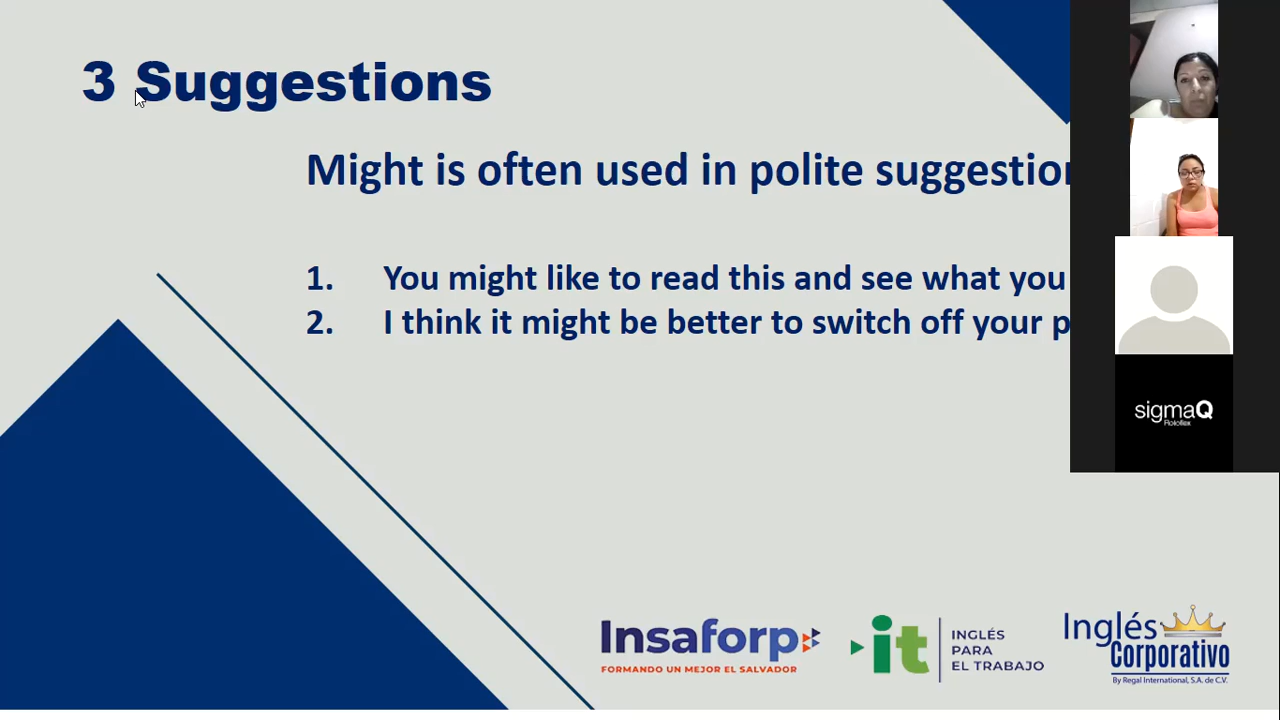 3 Suggestions
Might is often used in polite suggestion
1. You might like to read this and see what you
2. I think it might be better to switch off your p
sigmaQ
Rotoflex
Insaforp
FORMANDO UN MEJOR EL SALVADOR
it
INGLÉS
PARA
EL TRABAJO
Inglés
Corporativo
By Regal International, S.A. de C.V.